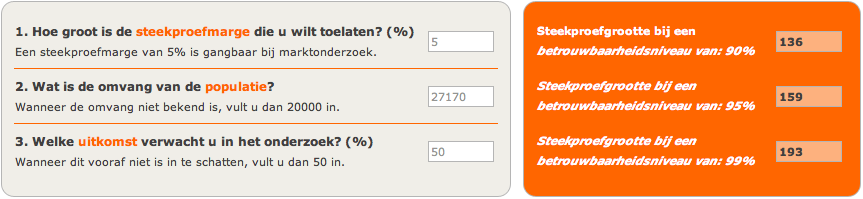 1. Hoe groot is de steekproefmarge die u wilt toelaten? (%)
Een steekproefmarge van 5% is gangbaar bij marktonderzoek.
5
2. Wat is de omvang van de populatie?
Wanneer de omvang niet bekend is, vult u dan 20000 in.
27170
3. Welke uitkomst verwacht u in het onderzoek? (%)
Wanneer dit vooraf niet is in te schatten, vult u dan 50 in.
50
Steekproefgrootte bij een
betrouwbaarheidsniveau van: 90%
136
Steekproefgrootte bij een
betrouwbaarheidsniveau van: 95%
159
Steekproefgrootte bij een
betrouwbaarheidsniveau van: 99%
193